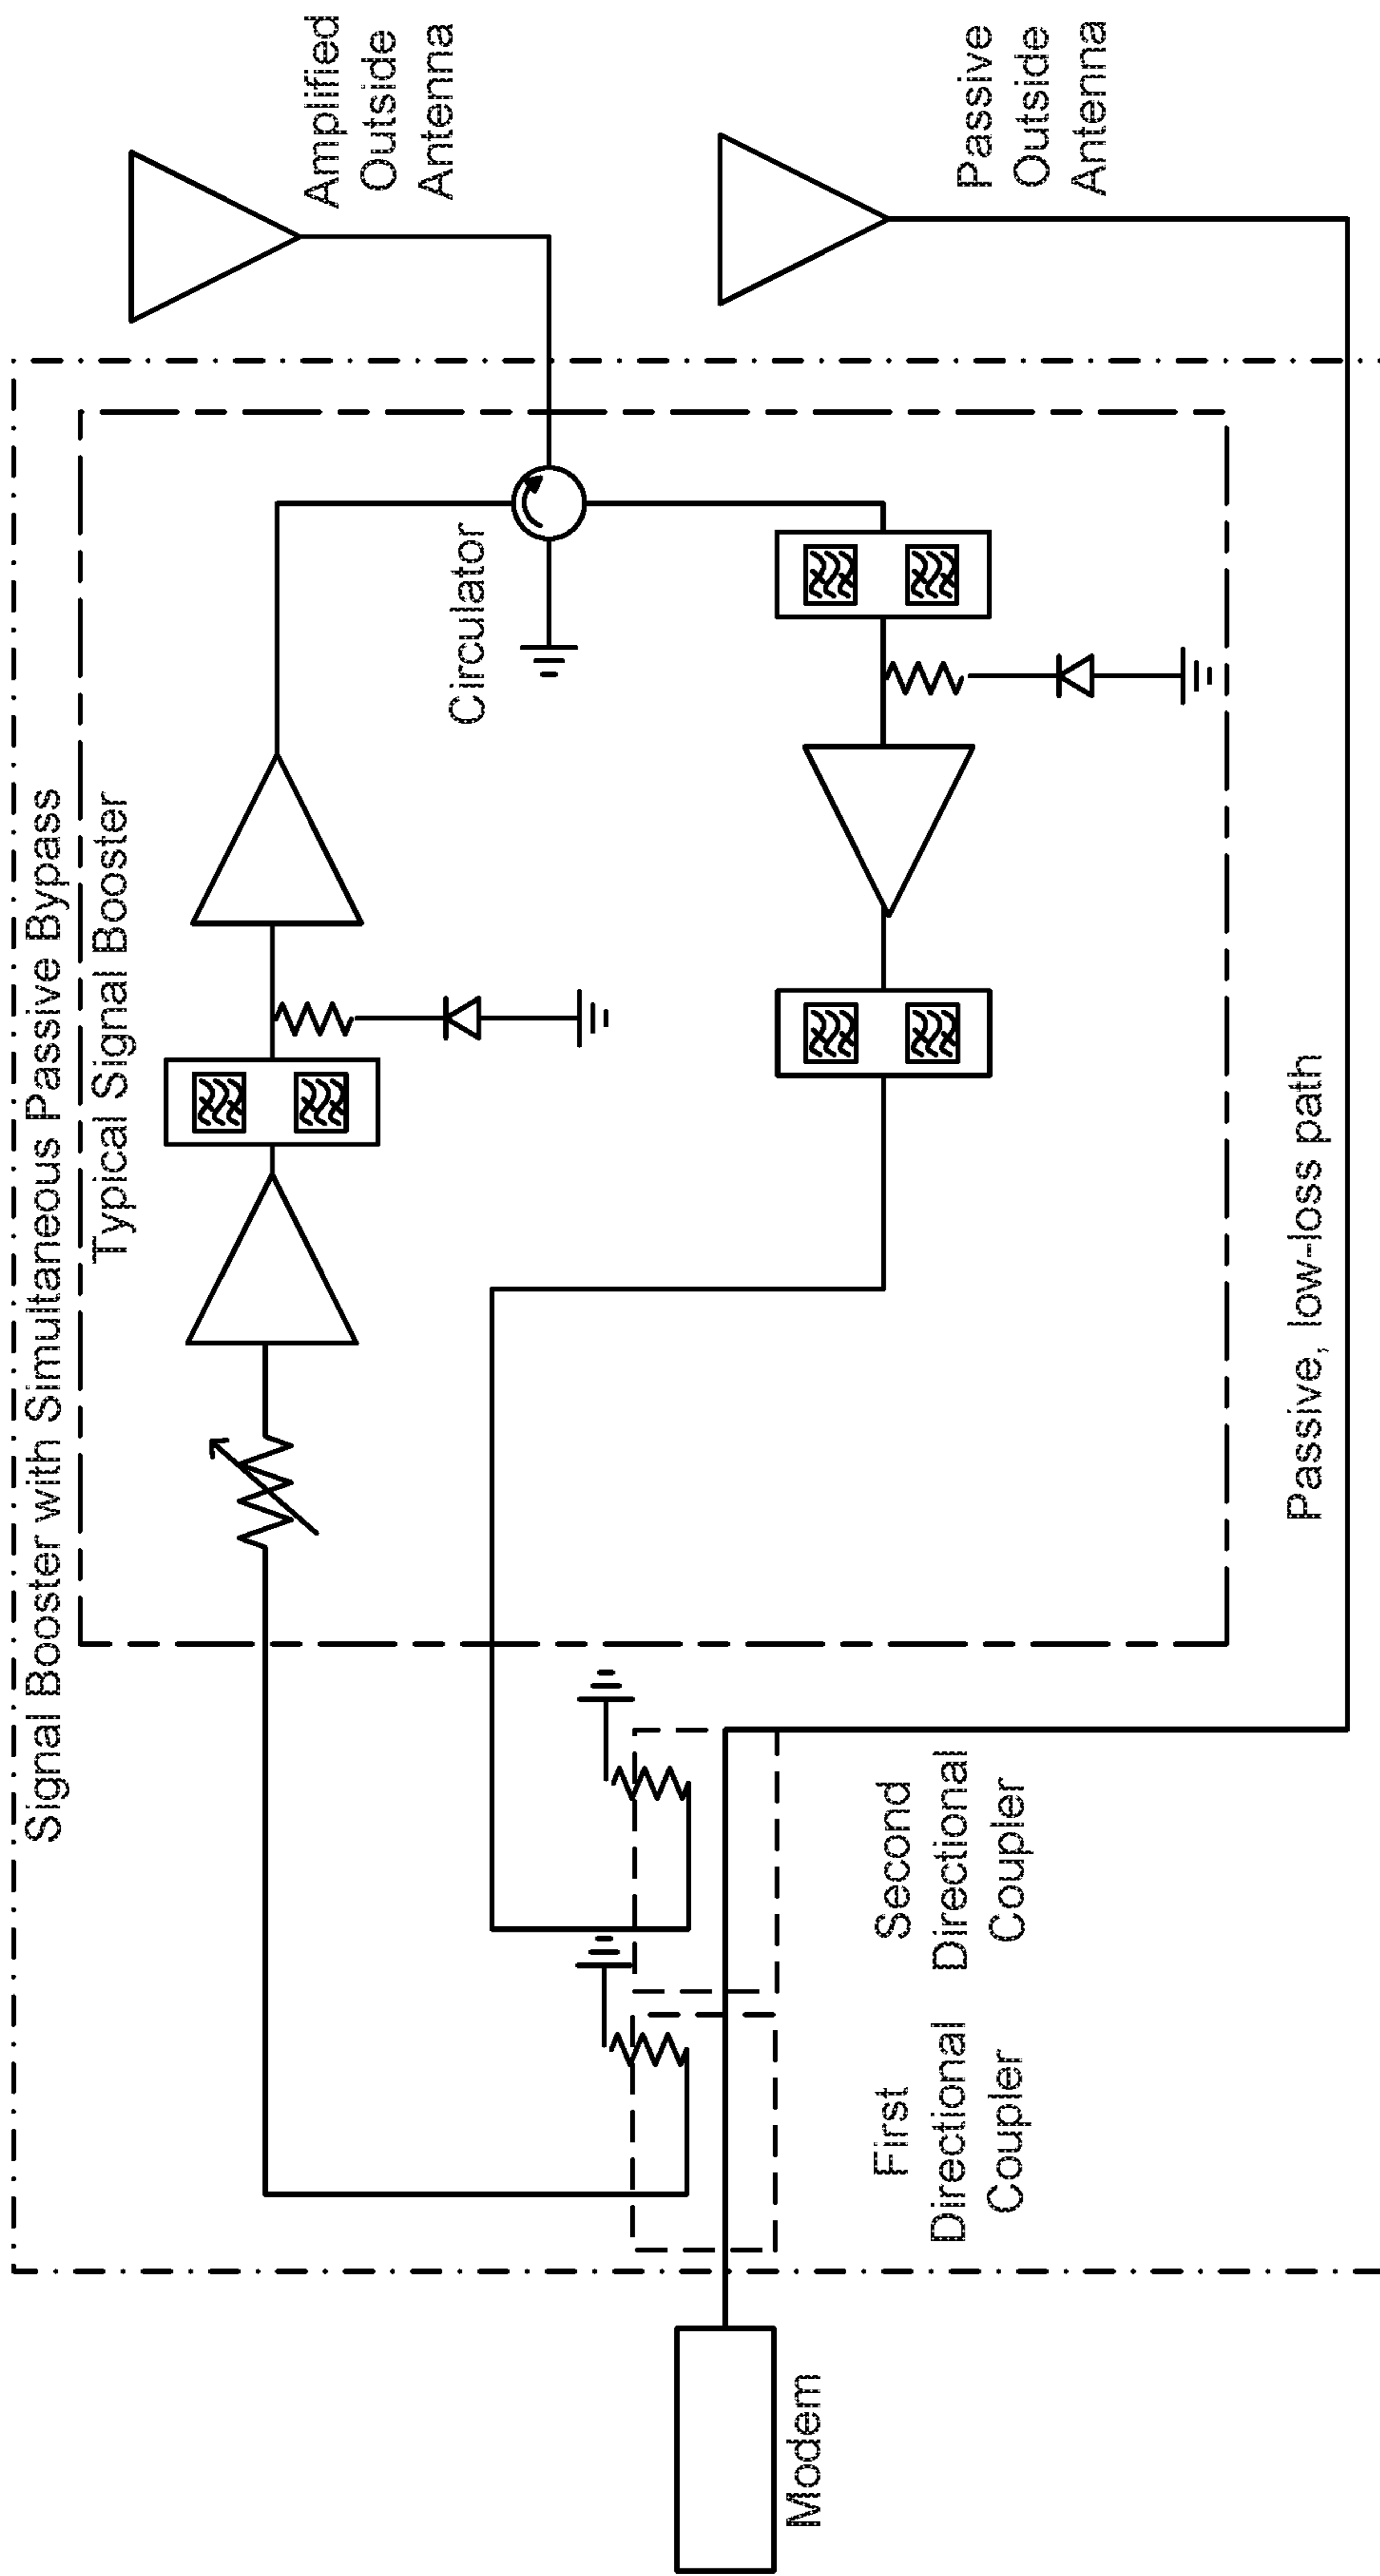 Signal Booster with Simultaneous Passive Bypass
Typical Signal Booster
Amplified
Outside
Antenna
Circulator
Passive
Outside
Antenna
Modem
First
Directional
Coupler
Second
Directional
Coupler
Passive, low-loss path